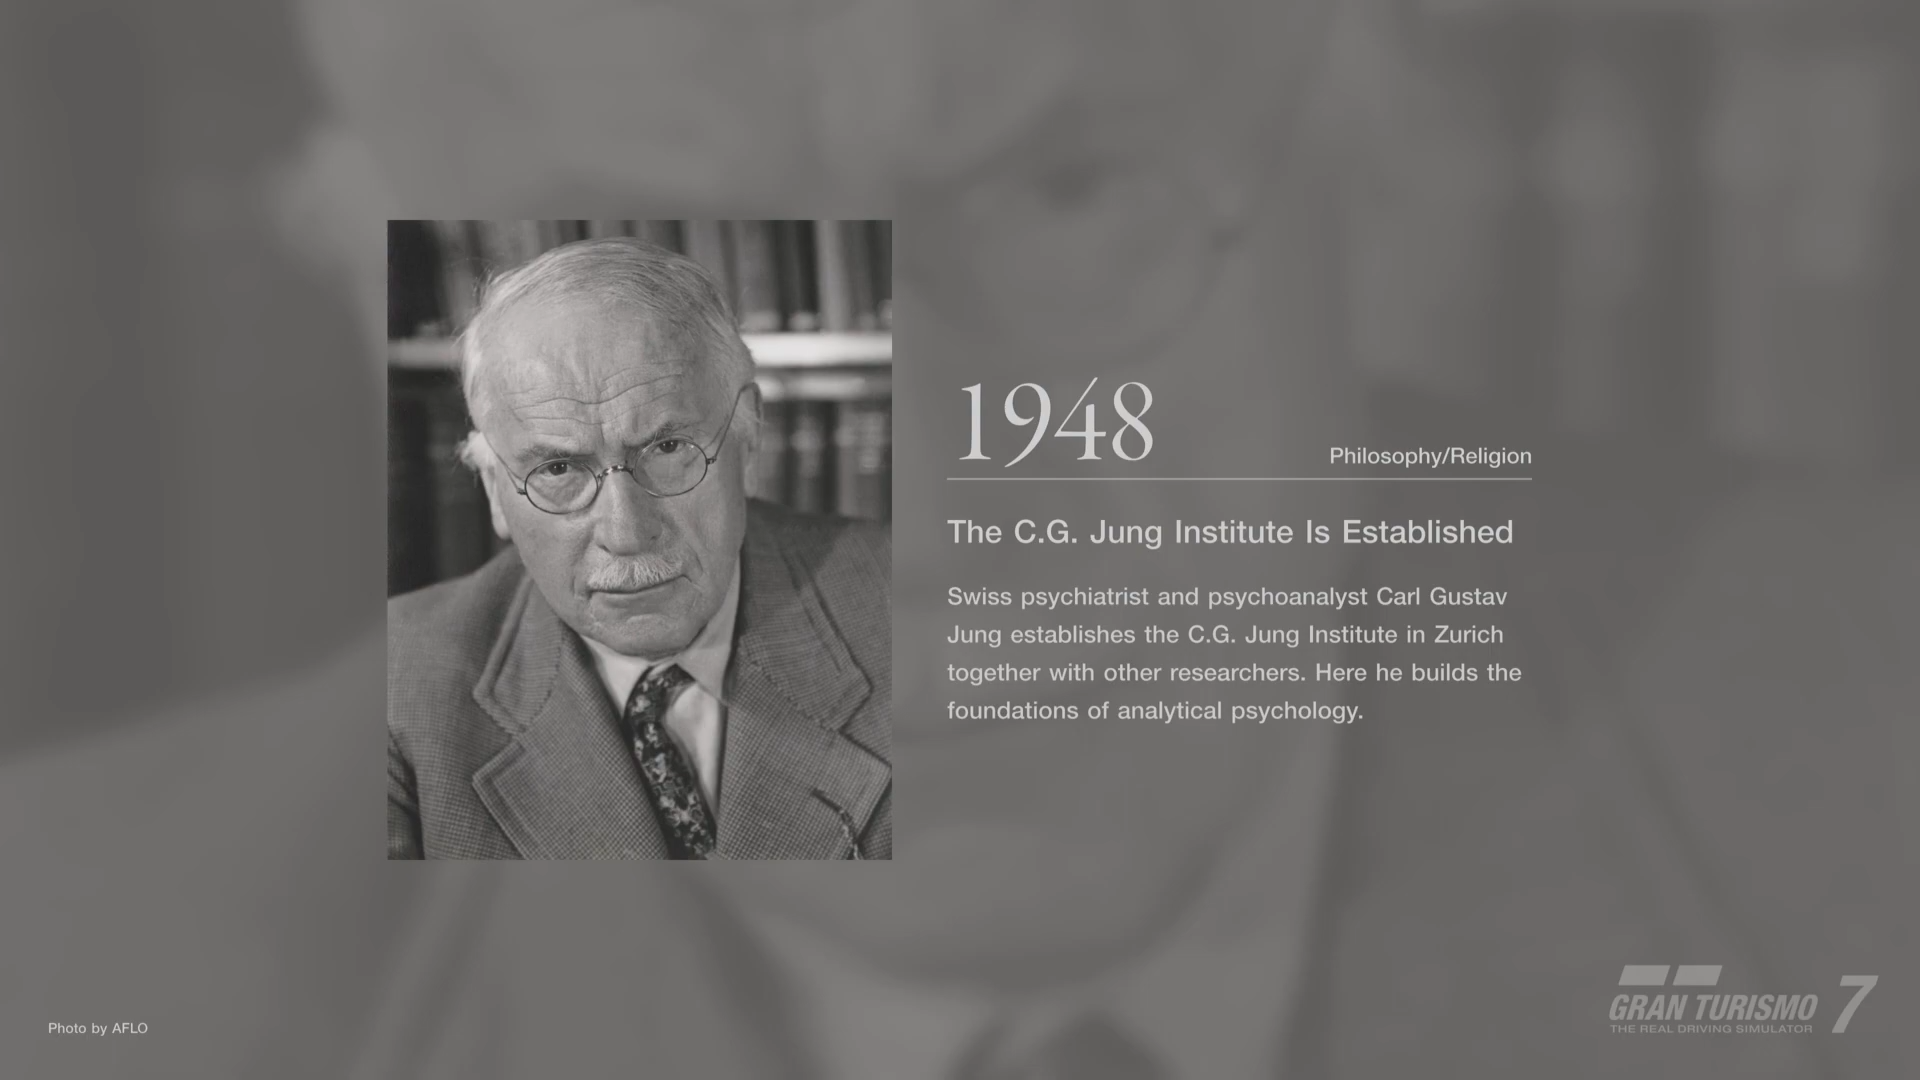 1948
Philosophy/Religion
The C.G. Jung Institute Is Established
Swiss psychiatrist and psychoanalyst Carl Gustav
Jung establishes the C.G. Jung Institute in Zurich
together with other researchers. Here he builds the
foundations of analytical psychology.
Photo by AFLO
GRAN TURISMO 7
THE REAL DRIVING SIMULATOR